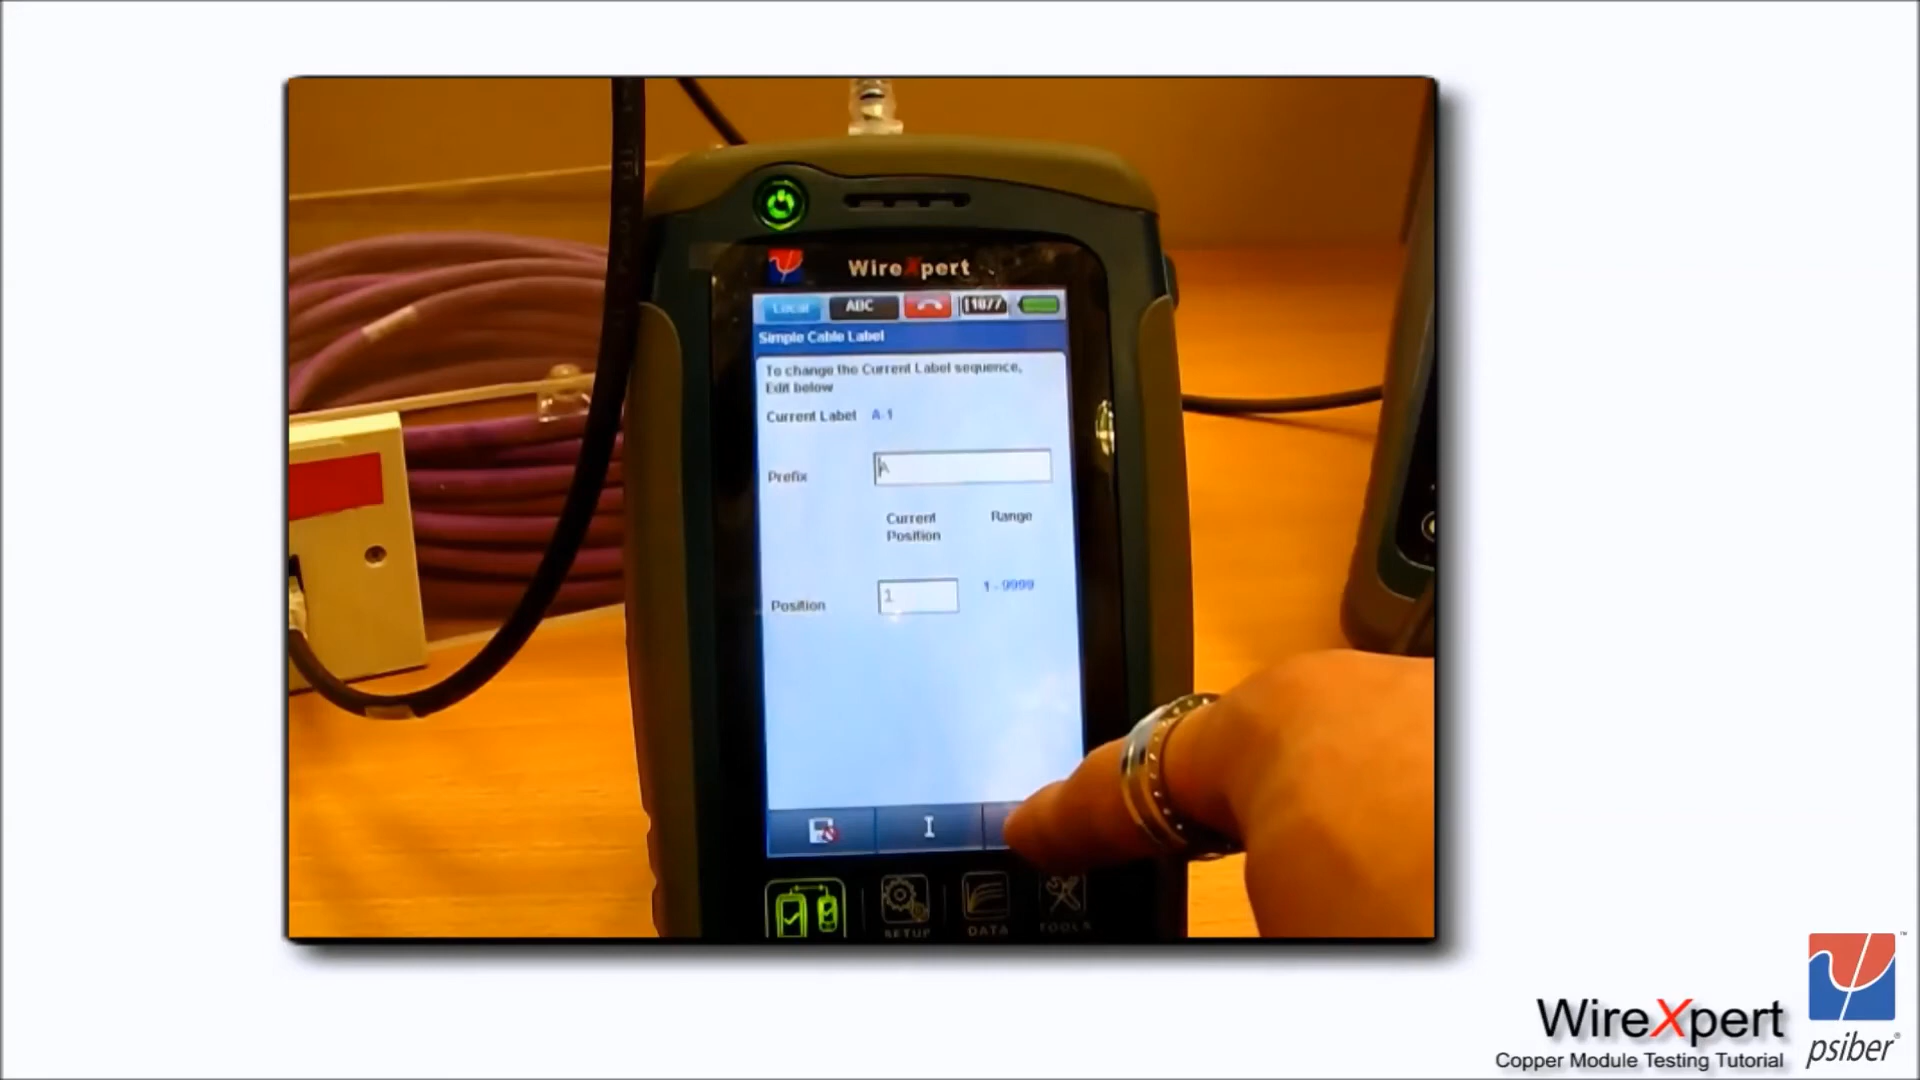 WireXpert
Local ABC 1877
Simple Cable Label
To change the Current Label sequence,
Edit below
Current Label A-1
Prefix A
Current Position
Range
Position 1 1 - 9999
I
SETUP DATA TOOLS
WireXpert
Copper Module Testing Tutorial
psiber